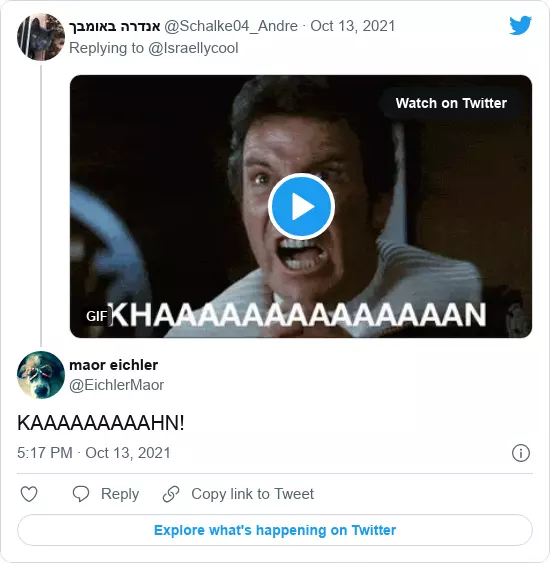 אנדרה באומבך @Schalke04_Andre · Oct 13, 2021
Replying to @Israellycool
Watch on Twitter
GIF
KHAAAAAAAAAAAAAAN
maor eichler
@EichlerMaor
KAAAAAAAAAHN!
5:17 PM · Oct 13, 2021
Reply
Copy link to Tweet
Explore what's happening on Twitter